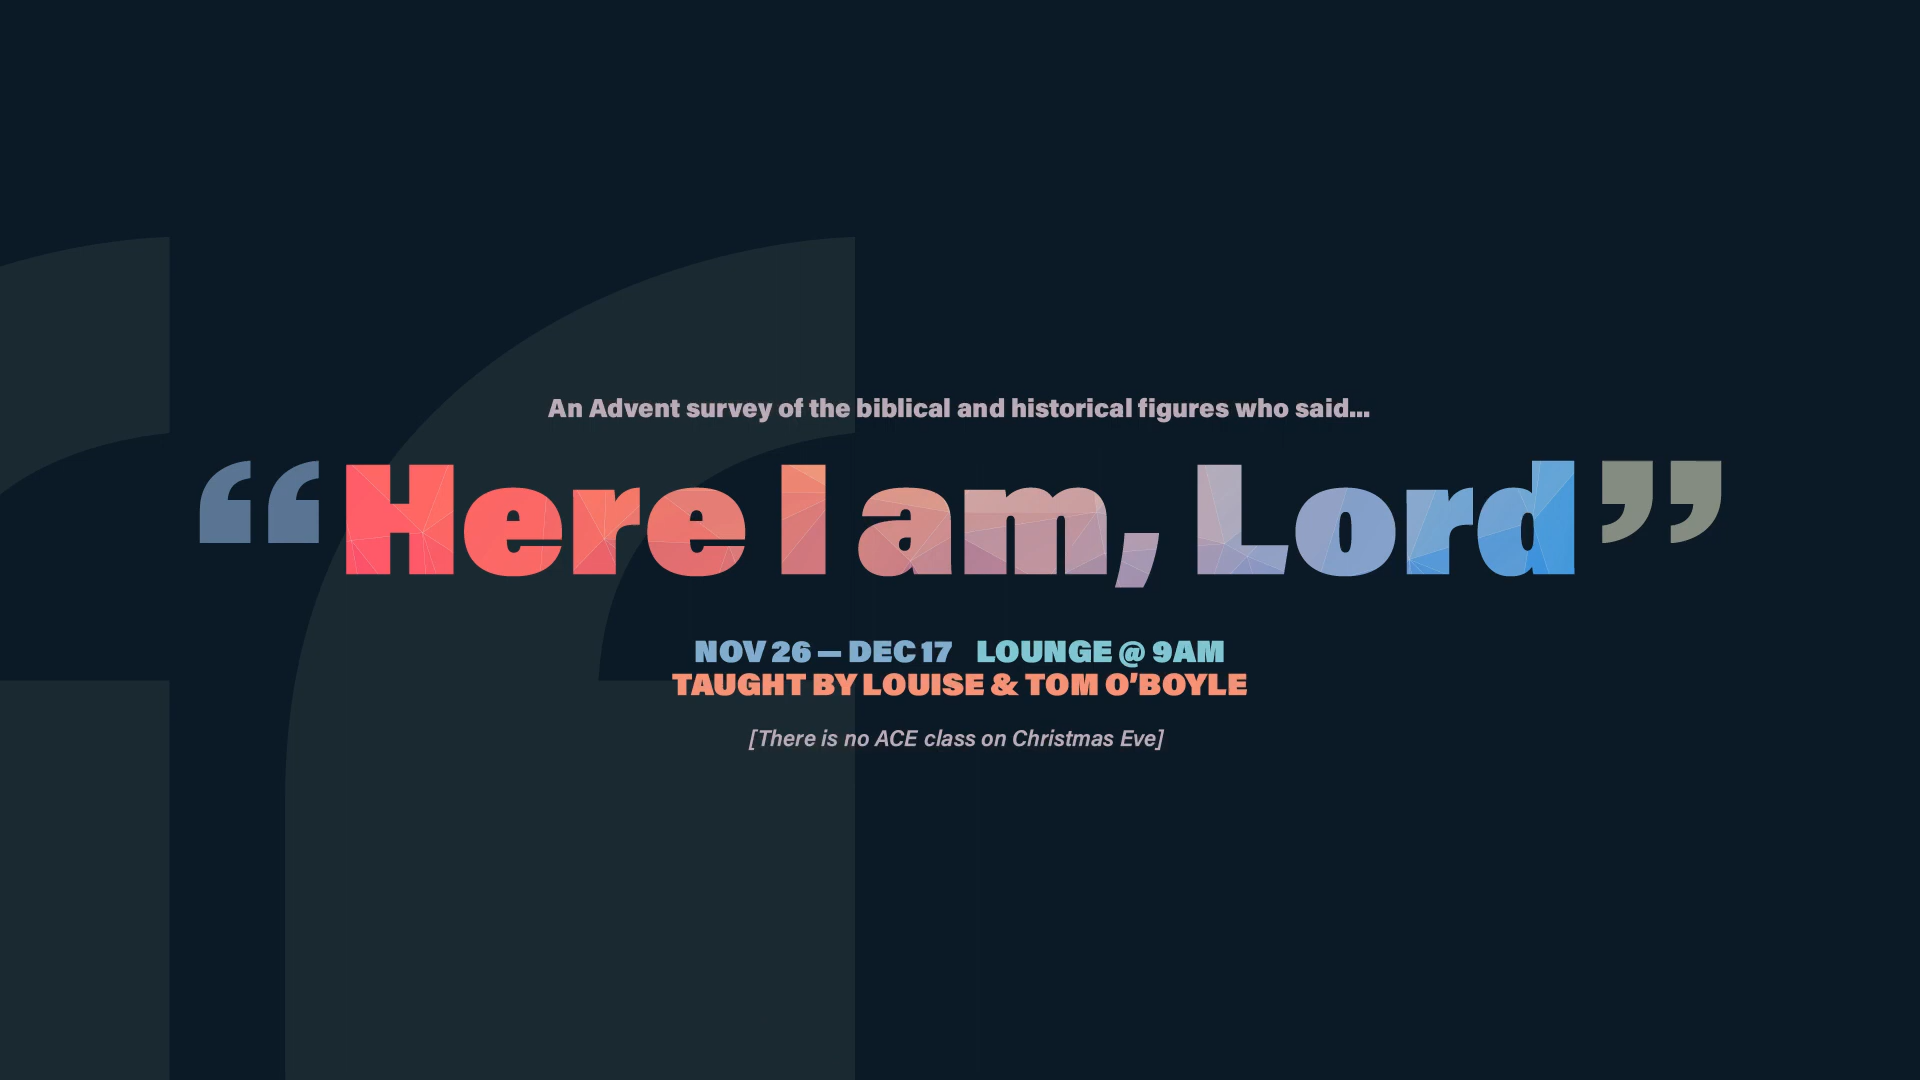 An Advent survey of the biblical and historical figures who said...
“Here I am, Lord”
NOV 26 – DEC 17 LOUNGE @ 9AM
TAUGHT BY LOUISE & TOM O’BOYLE
[There is no ACE class on Christmas Eve]